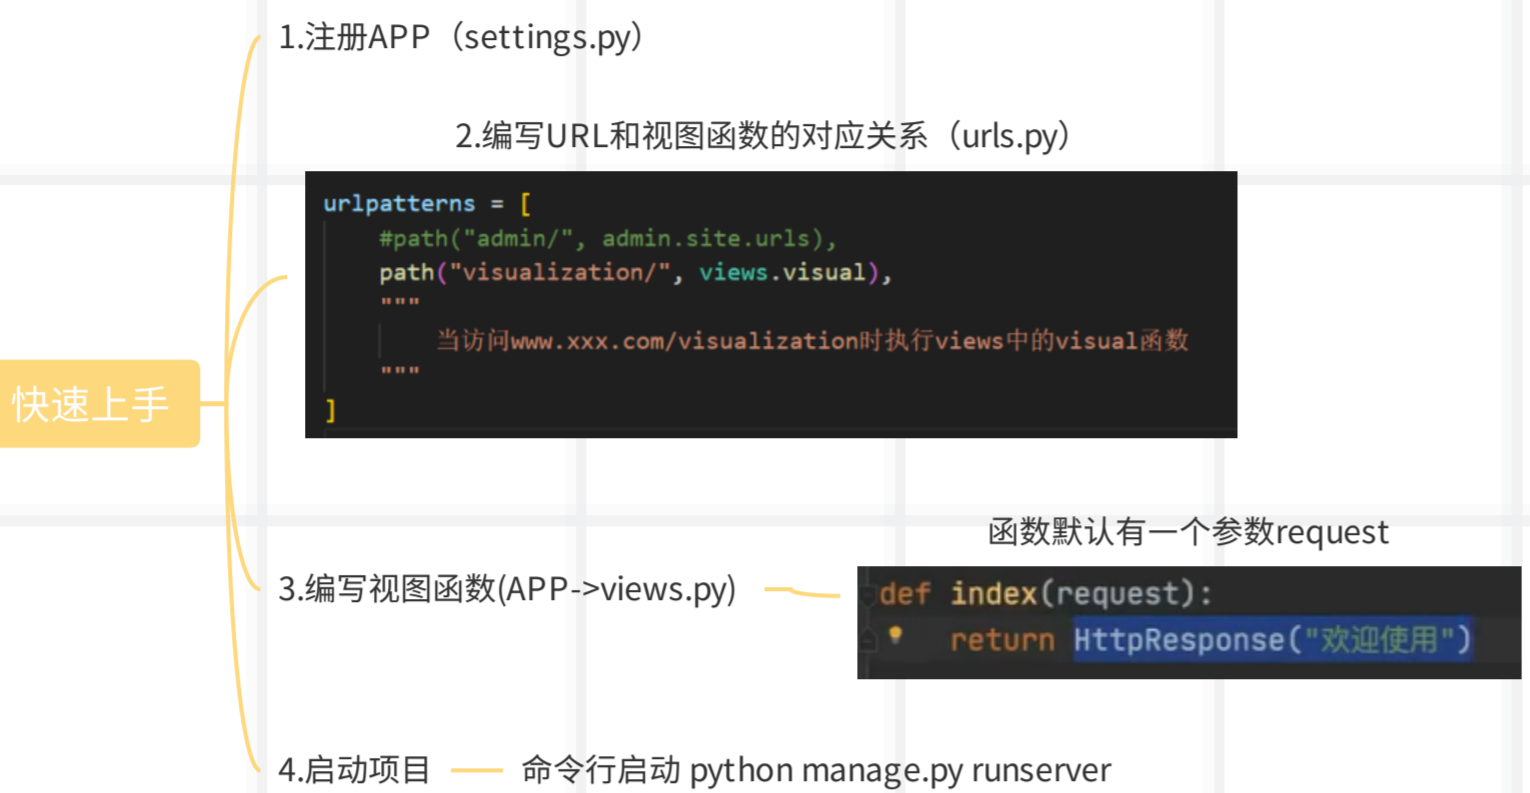 快速上手
1.注册APP（settings.py）
2.编写URL和视图函数的对应关系（urls.py）
urlpatterns = [
#path("admin/", admin.site.urls),
path("visualization/", views.visual),
"""
当访问www.xxx.com/visualization时执行views中的visual函数
"""
]
3.编写视图函数(APP->views.py)
函数默认有一个参数request
def index(request):
return HttpResponse("欢迎使用")
4.启动项目
命令行启动 python manage.py runserver